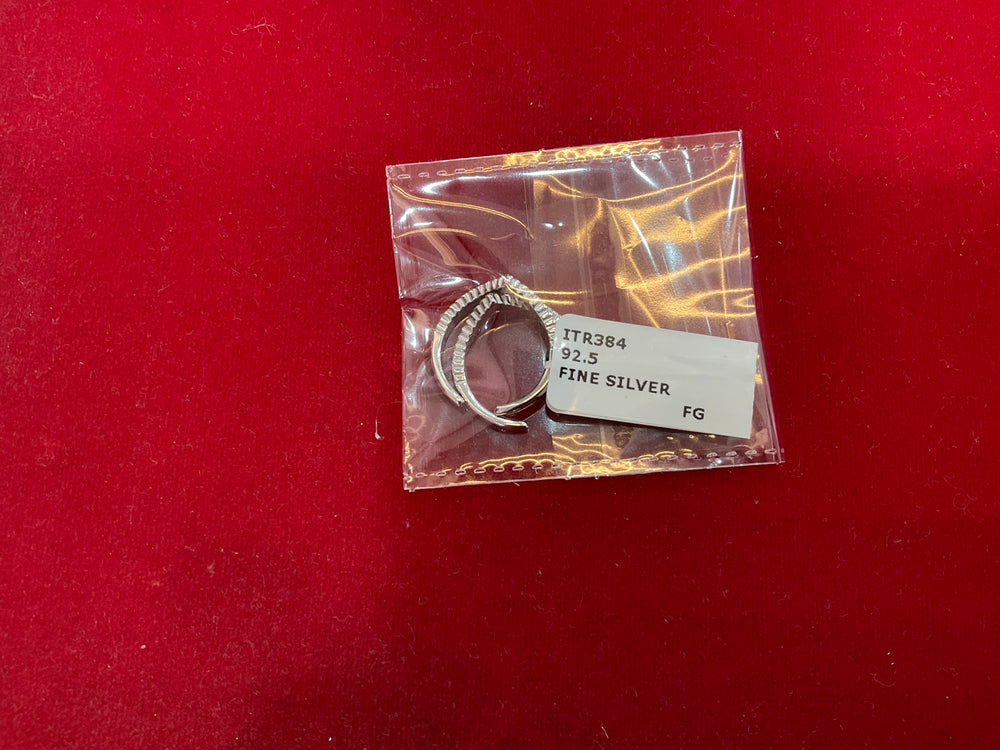 ITR384
92.5
FINE SILVER
FG